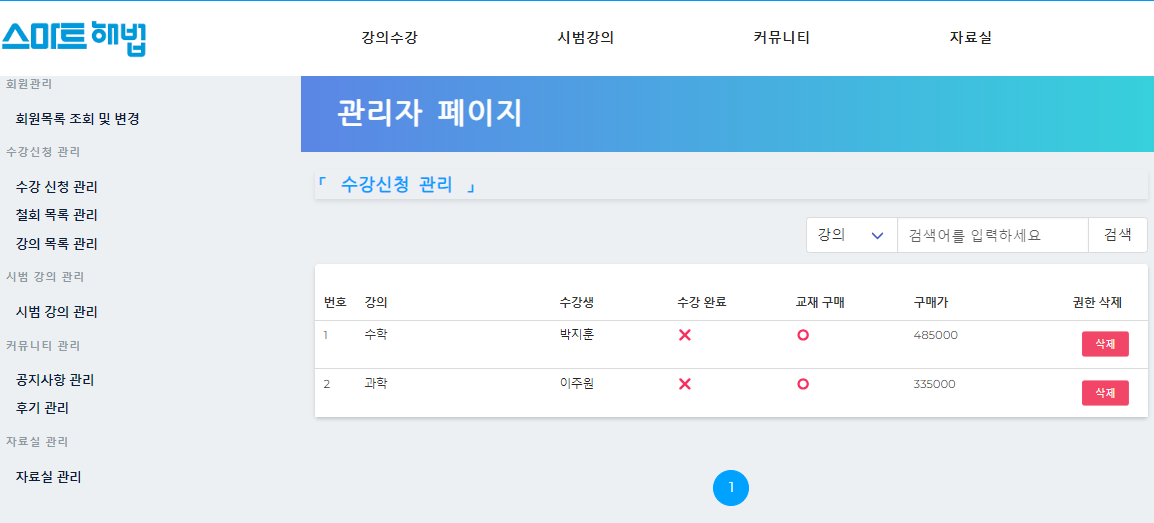 스마트해법
강의수강 시범강의 커뮤니티 자료실
회원관리
회원목록 조회 및 변경
수강신청 관리
수강 신청 관리
철회 목록 관리
강의 목록 관리
시범 강의 관리
시범 강의 관리
커뮤니티 관리
공지사항 관리
후기 관리
자료실 관리
자료실 관리
관리자 페이지
「 수강신청 관리 」
강의 검색어를 입력하세요 검색
번호 강의 수강생 수강 완료 교재 구매 구매가 권한 삭제
1 수학 박지훈 485000 삭제
2 과학 이주원 335000 삭제
1